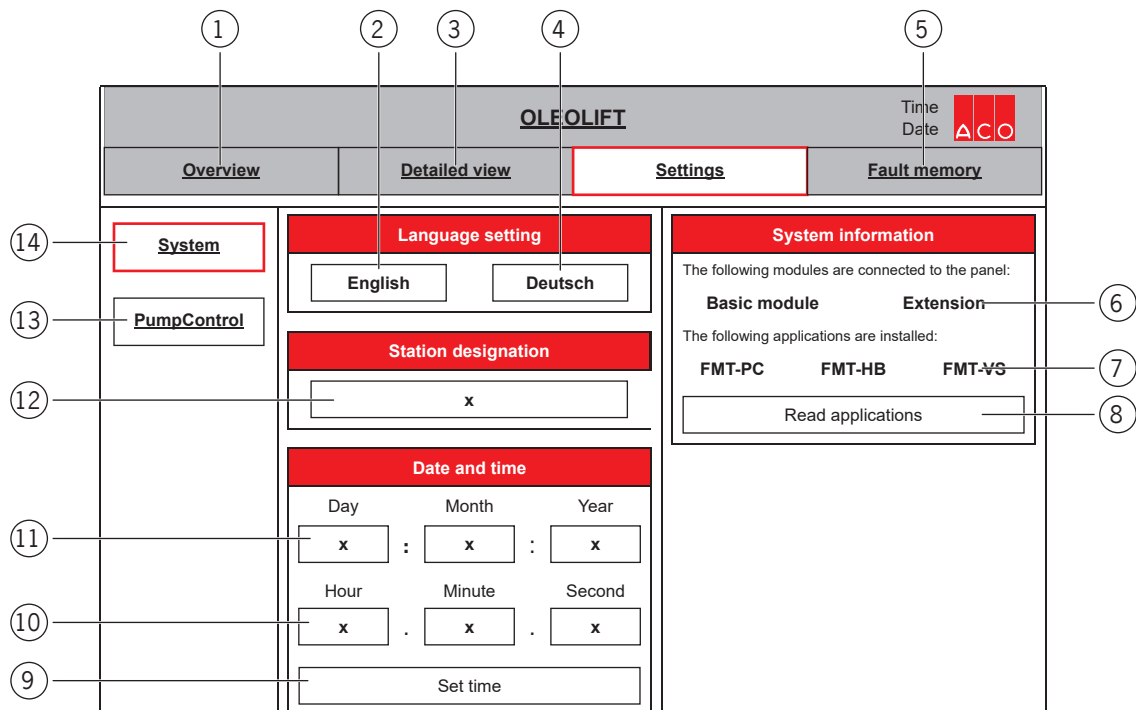 1 2 3 4 5
OLEOLIFT
Time
Date
ACO
Overview Detailed view Settings Fault memory
14 System
13 PumpControl
Language setting
English Deutsch
Station designation
12 x
Date and time
Day Month Year
11 x : x : x
Hour Minute Second
10 x . x . x
9 Set time
System information
The following modules are connected to the panel:
Basic module Extension 6
The following applications are installed:
FMT-PC FMT-HB FMT-VS 7
Read applications 8